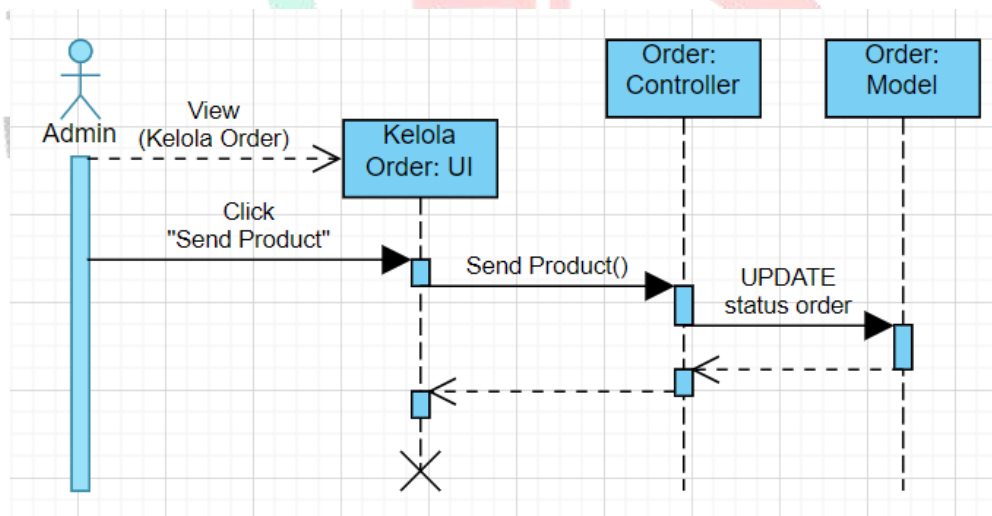 Order:
Controller
Order:
Model
Admin
View
(Kelola Order)
Kelola
Order: UI
Click
"Send Product"
Send Product()
UPDATE
status order